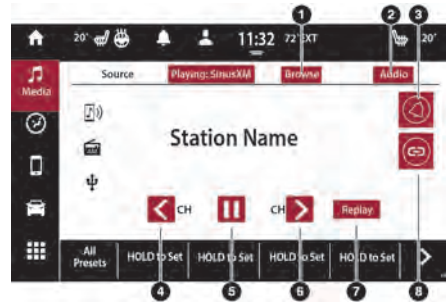 1 2 3
20° 11:32 72°EXT 20°
Media
Source Playing: SiriusXM Browse Audio
AM
Station Name
CH CH Replay
All Presets HOLD to Set HOLD to Set HOLD to Set HOLD to Set
4 5 6 7 8